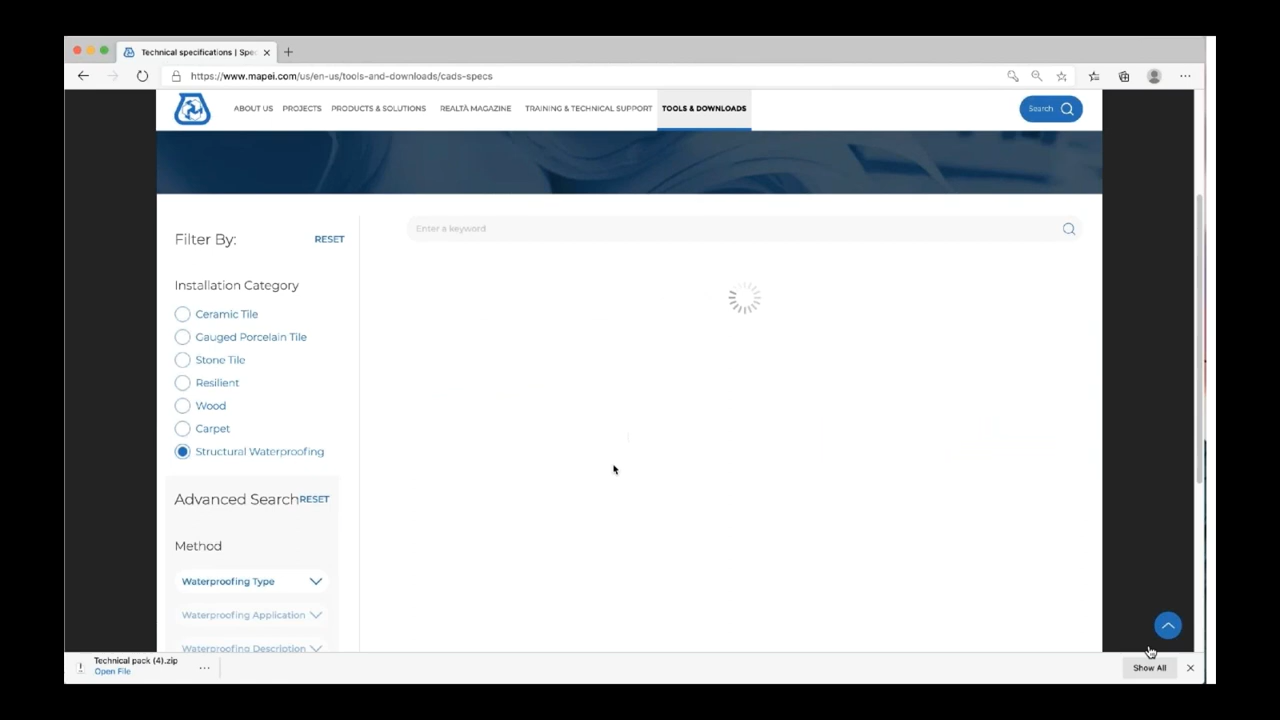 Technical specifications | Spec
https://www.mapei.com/us/en-us/tools-and-downloads/cads-specs
ABOUT US PROJECTS PRODUCTS & SOLUTIONS REALTÀ MAGAZINE TRAINING & TECHNICAL SUPPORT TOOLS & DOWNLOADS Search
Enter a keyword
Filter By: RESET
Installation Category
Ceramic Tile
Gauged Porcelain Tile
Stone Tile
Resilient
Wood
Carpet
Structural Waterproofing
Advanced Search RESET
Method
Waterproofing Type
Waterproofing Application
Waterproofing Description
Technical pack (4).zip
Open File
Show All